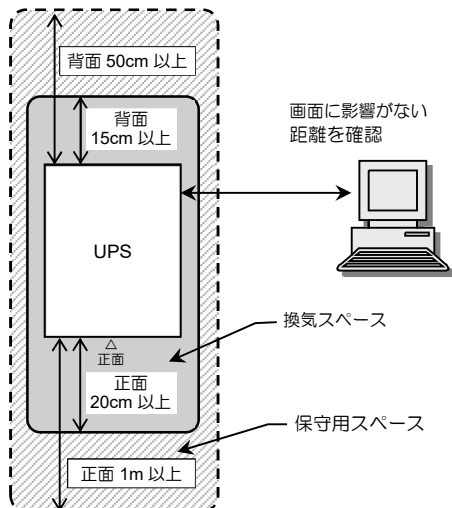 背面 50cm 以上
背面
15cm 以上
画面に影響がない
距離を確認
UPS
換気スペース
△
正面
正面
20cm 以上
保守用スペース
正面 1m 以上